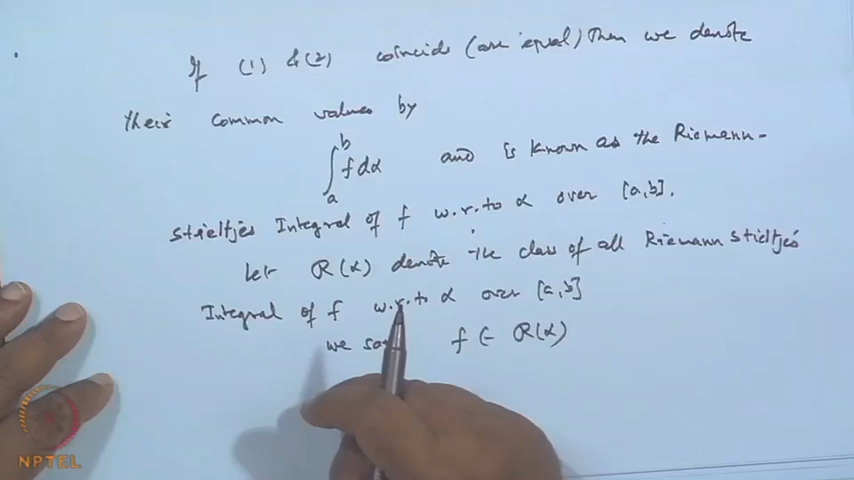 If (1) & (2) coincide (are equal) Then we denote
their common values by
∫_a^b f dα and is known as the Riemann-
Stieltjes Integral of f w.r.to α over [a,b].
Let R(α) denote the class of all Riemann Stieltjes
Integral of f w.r.to α over [a,b]
we f ∈ R(α)
NPTEL